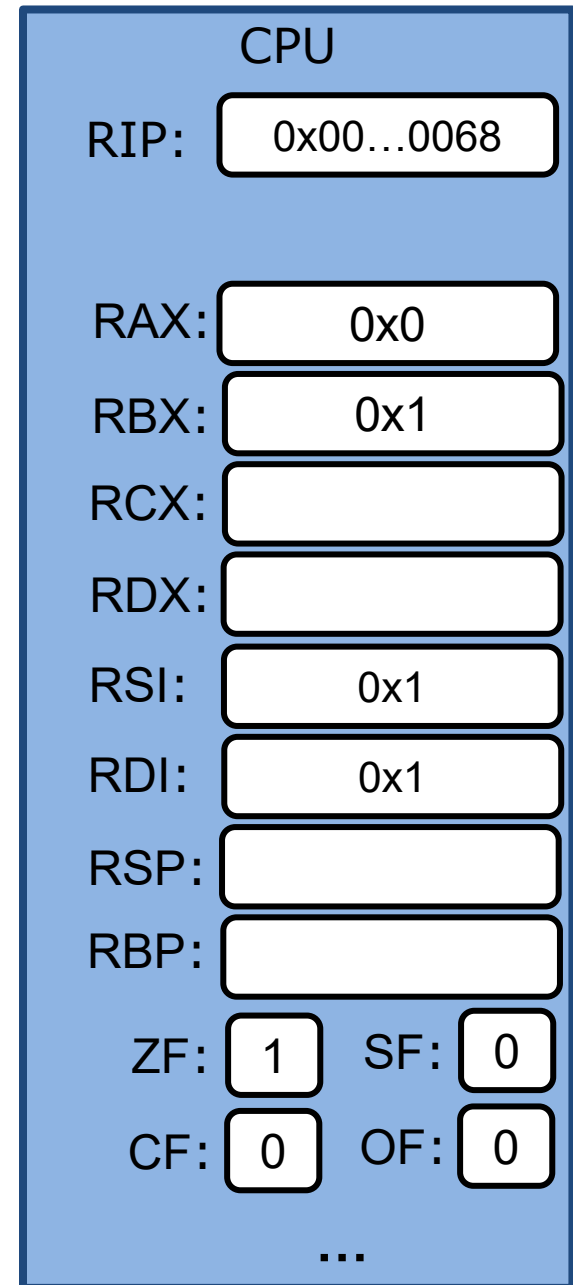 CPU
RIP: 0x00...0068
RAX: 0x0
RBX: 0x1
RCX:
RDX:
RSI: 0x1
RDI: 0x1
RSP:
RBP:
ZF: 1 SF: 0
CF: 0 OF: 0
...